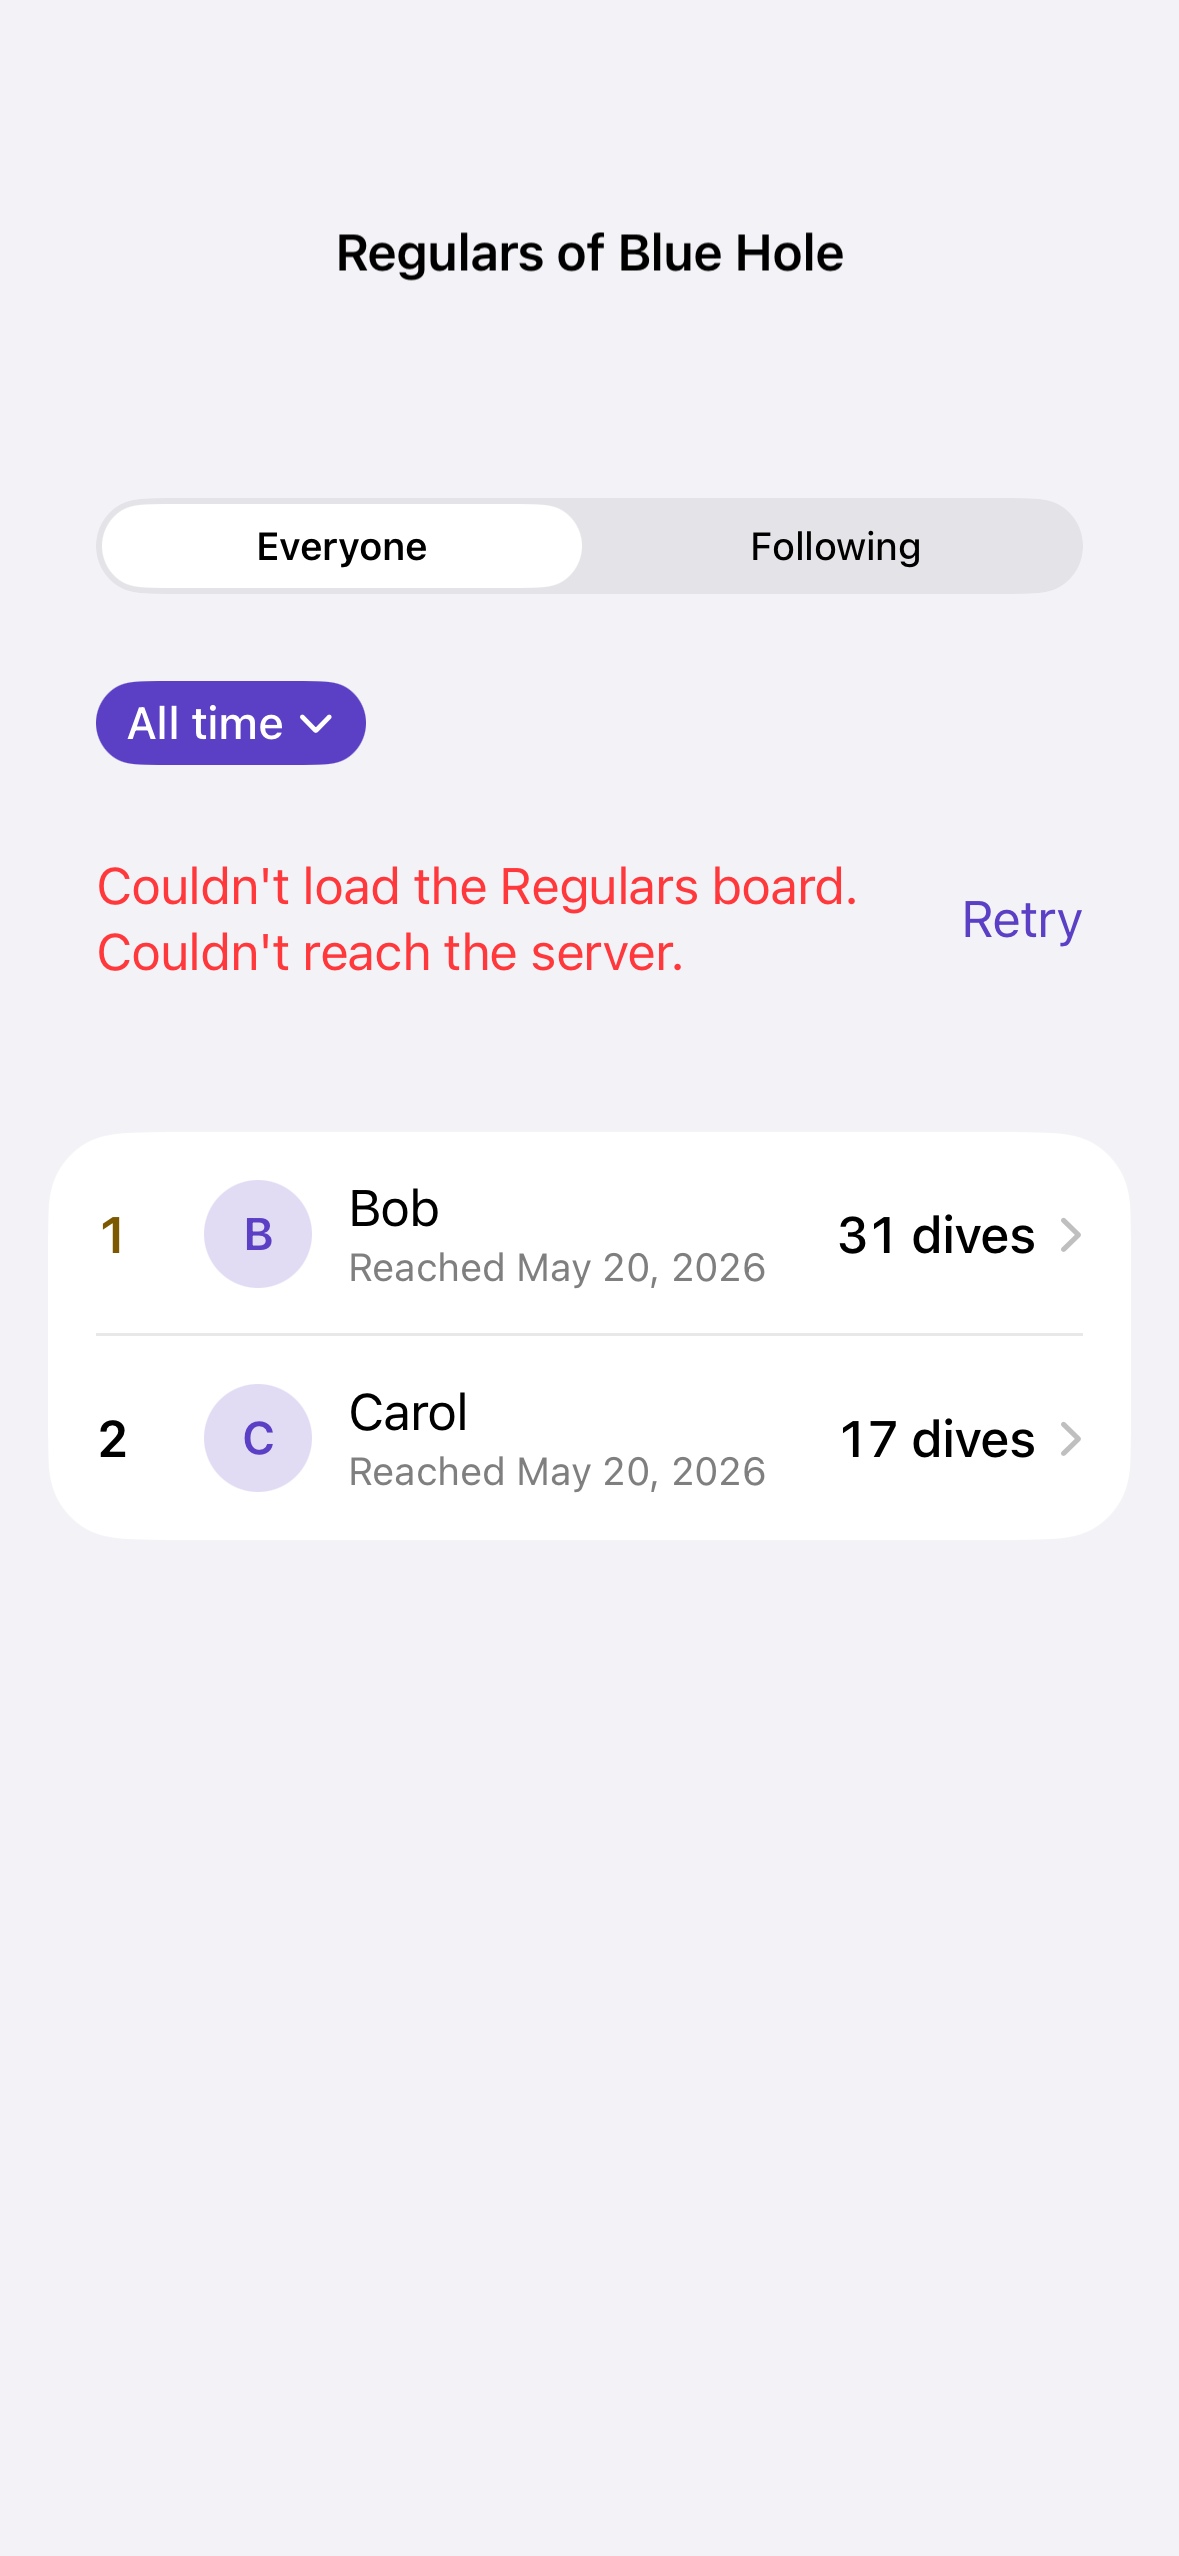 Regulars of Blue Hole
Everyone
Following
All time
Couldn't load the Regulars board.
Couldn't reach the server.
Retry
1
B
Bob
Reached May 20, 2026
31 dives
2
C
Carol
Reached May 20, 2026
17 dives